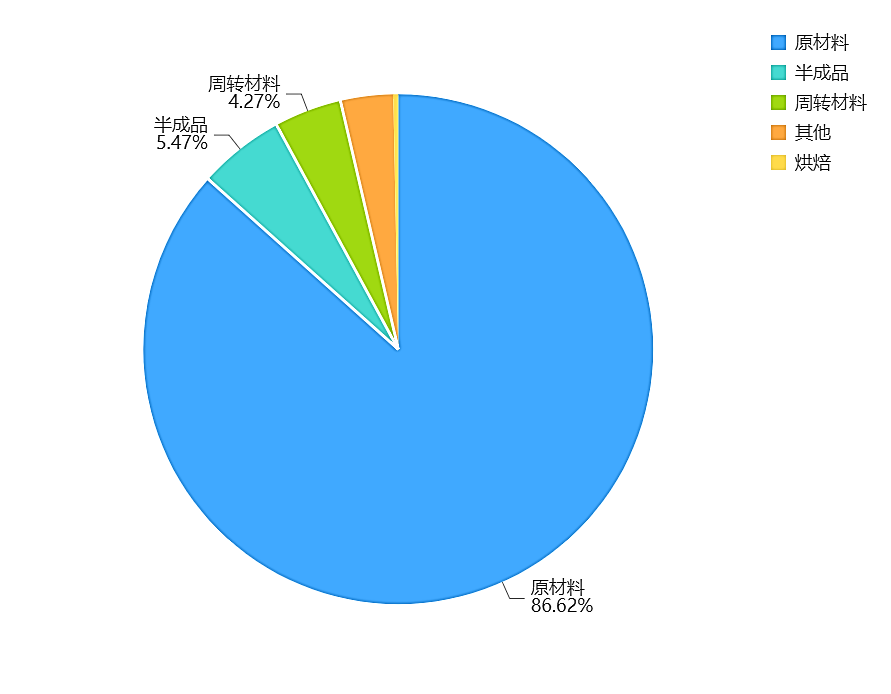 周转材料
4.27%
半成品
5.47%
原材料
86.62%
原材料
半成品
周转材料
其他
烘焙